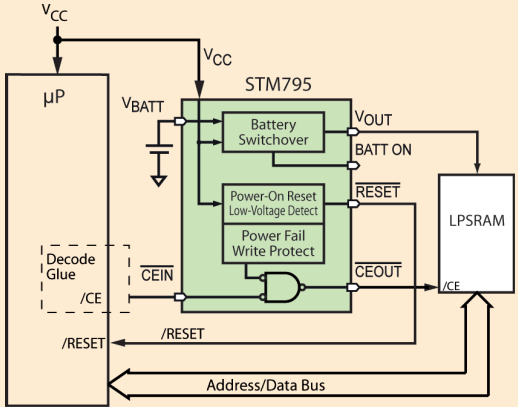 VCC
VCC
STM795
µP
VBATT
Battery
Switchover
VOUT
BATT ON
Power-On Reset
Low-Voltage Detect
RESET
LPSRAM
Power Fail
Write Protect
Decode
Glue
CEIN
CEOUT
/CE
/CE
/RESET
/RESET
Address/Data Bus